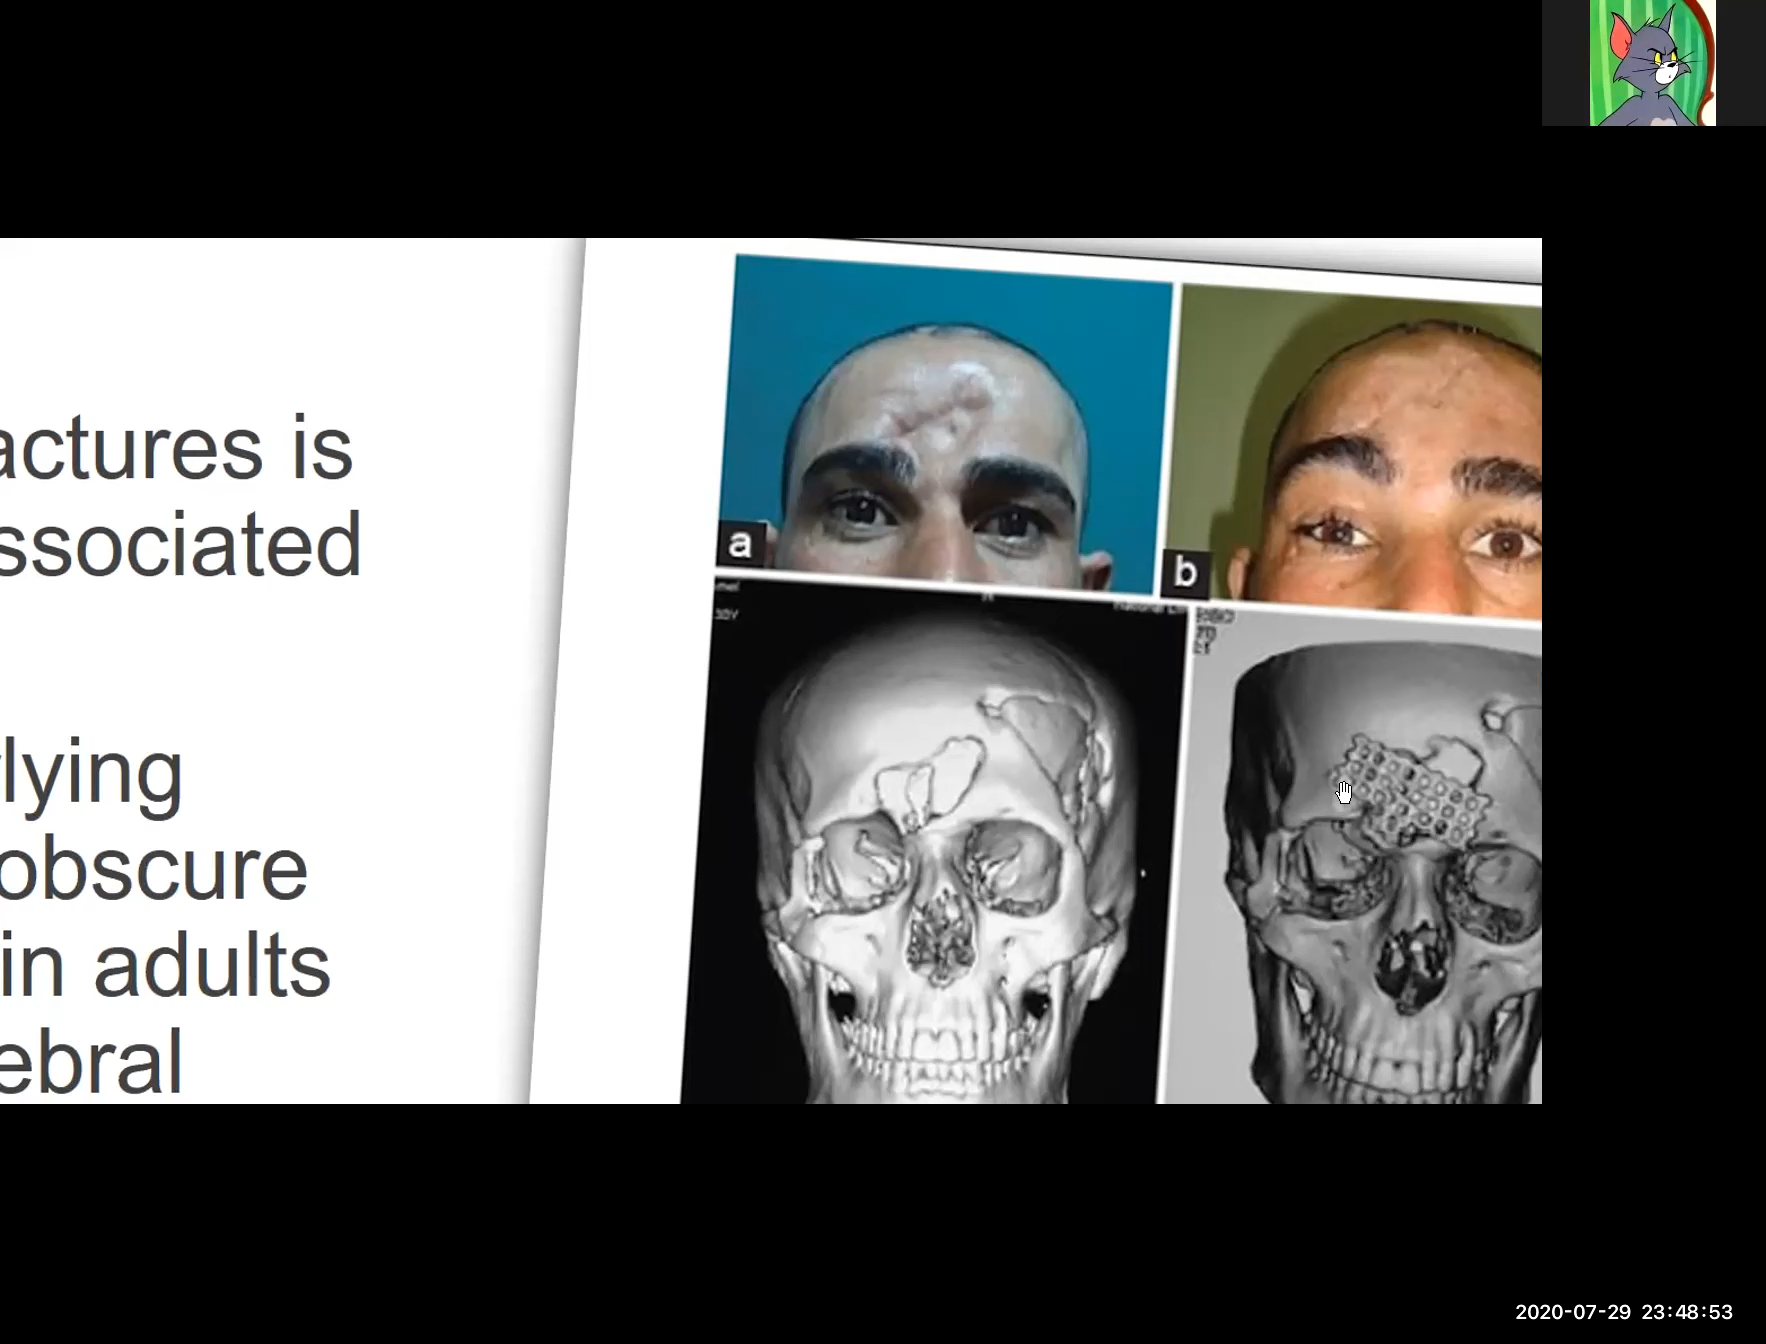 actures is
ssociated
lying
obscure
in adults
ebral
a
b
2020-07-29 23:48:53